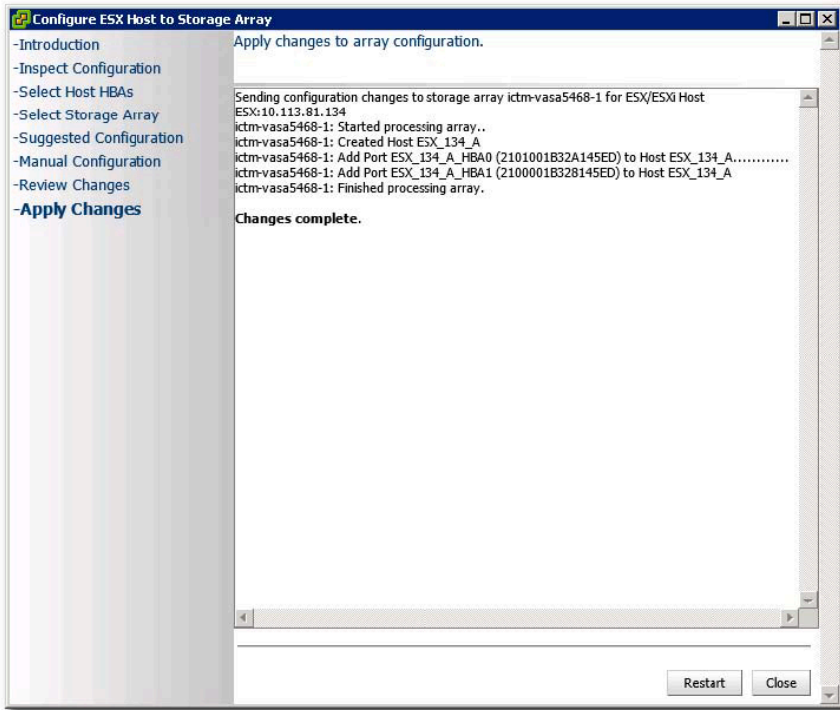 Configure ESX Host to Storage Array
-Introduction
-Inspect Configuration
-Select Host HBAs
-Select Storage Array
-Suggested Configuration
-Manual Configuration
-Review Changes
-Apply Changes
Apply changes to array configuration.
Sending configuration changes to storage array ictm-vasa5468-1 for ESX/ESXi Host
ESX:10.113.81.134
ictm-vasa5468-1: Started processing array..
ictm-vasa5468-1: Created Host ESX_134_A
ictm-vasa5468-1: Add Port ESX_134_A_HBA0 (2101001B32A145ED) to Host ESX_134_A............
ictm-vasa5468-1: Add Port ESX_134_A_HBA1 (2100001B328145ED) to Host ESX_134_A
ictm-vasa5468-1: Finished processing array.
Changes complete.
Restart
Close